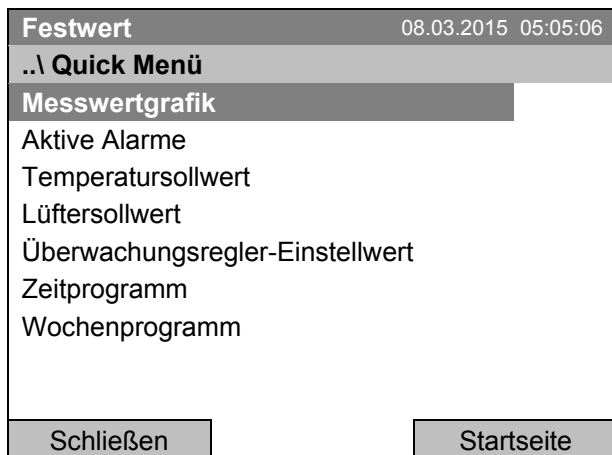 Festwert 08.03.2015 05:05:06
..\ Quick Menü
Messwertgrafik
Aktive Alarme
Temperatursollwert
Lüftersollwert
Überwachungsregler-Einstellwert
Zeitprogramm
Wochenprogramm
Schließen Startseite